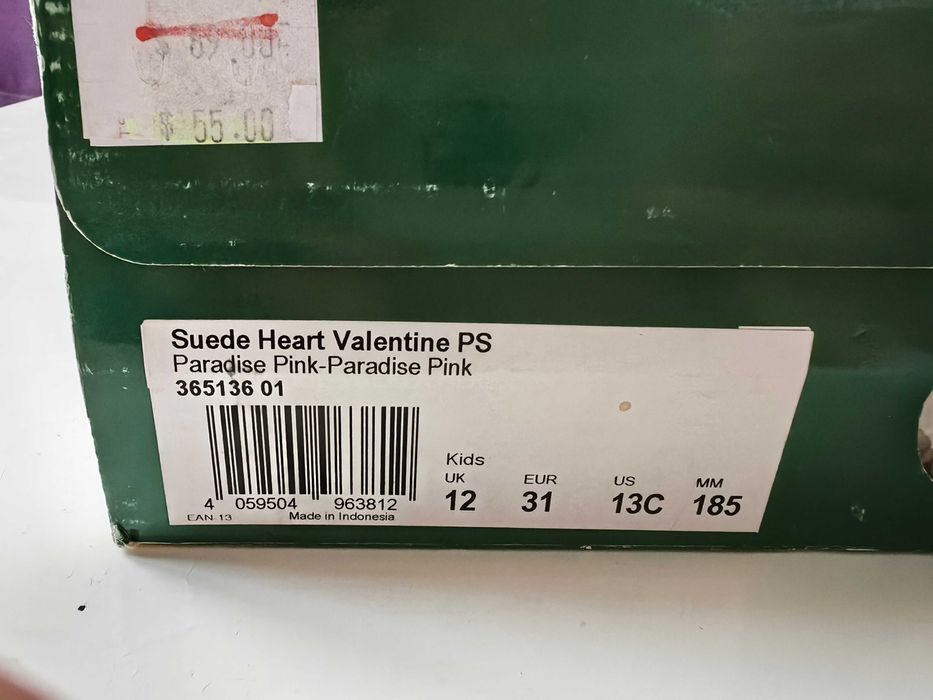 $ 55.00
Suede Heart Valentine PS
Paradise Pink-Paradise Pink
365136 01
Kids
UK EUR US MM
12 31 13C 185
4 059504 963812
EAN-13 Made in Indonesia